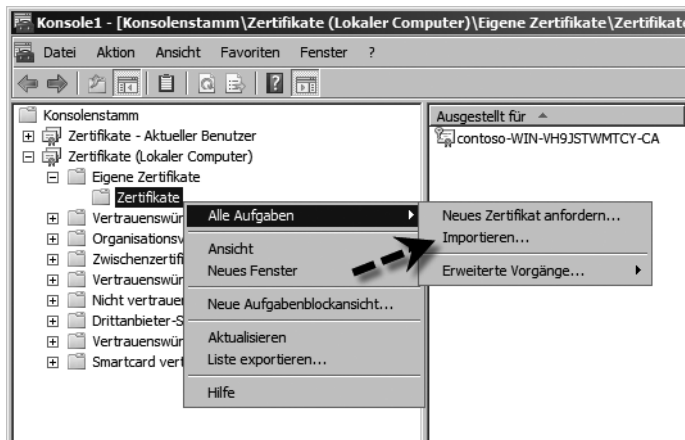 Console1 - [Konsolenstamm\Zertifikate (Lokaler Computer)\Eigene Zertifikate\Zertifikate
Datei Aktion Ansicht Favoriten Fenster ?
Konsolenstamm
Zertifikate - Aktueller Benutzer
Zertifikate (Lokaler Computer)
Eigene Zertifikate
Zertifikate
Vertrauenswür
Organisationsv
Zwischenzertifi
Vertrauenswür
Nicht vertrauer
Drittanbieter-S
Vertrauenswür
Smartcard vert
Alle Aufgaben
Ansicht
Neues Fenster
Neue Aufgabenblockansicht...
Aktualisieren
Liste exportieren...
Hilfe
Neues Zertifikat anfordern...
Importieren...
Erweiterte Vorgänge...
Ausgestellt für
contoso-WIN-VH9JSTWMTCY-CA